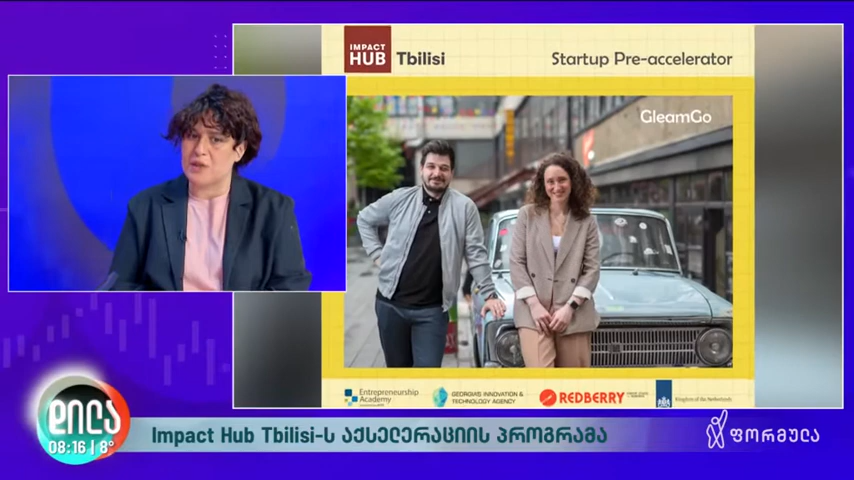 IMPACT
HUB
Tbilisi
Startup Pre-accelerator
GleamGo
Entrepreneurship
Academy
GEORGIA'S INNOVATION &
TECHNOLOGY AGENCY
REDBERRY
Kingdom of the Netherlands
დილა
08:16 | 8°
Impact Hub Tbilisi-ს აქსელერაციის პროგრამა
ფორმულა